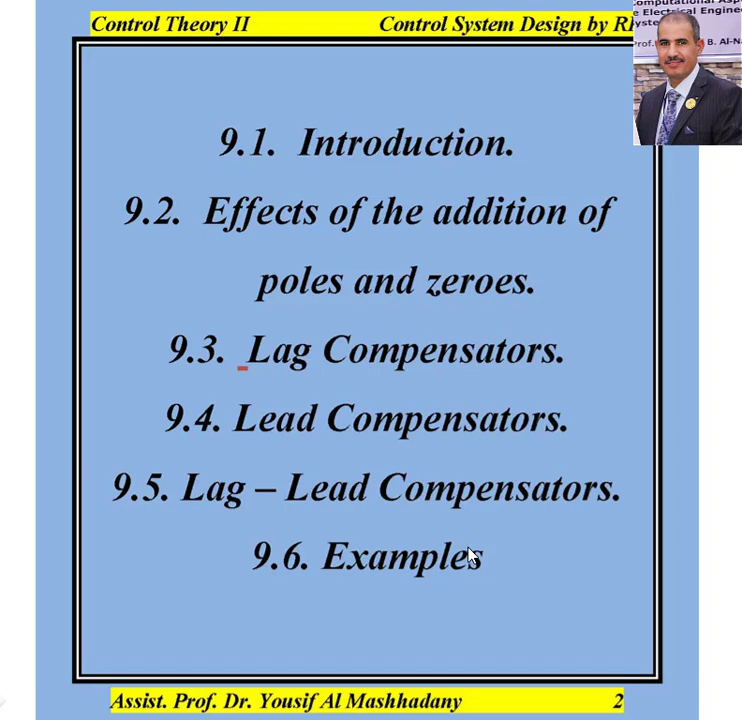 Control Theory II Control System Design by
9.1. Introduction.
9.2. Effects of the addition of
poles and zeroes.
9.3. Lag Compensators.
9.4. Lead Compensators.
9.5. Lag – Lead Compensators.
9.6. Examples
Assist. Prof. Dr. Yousif Al Mashhadany 2